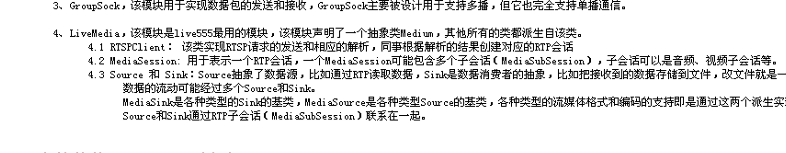 3、GroupSock，该模块用于实现数据包的发送和接收，GroupSock主要被设计用于支持多播，但它也完全支持单播通信。
4、LiveMedia，该模块是live555最用的模块，该模块声明了一个抽象类Medium，其他所有的类都派生自该类。
4.1 RTSPClient： 该类实现RTSP请求的发送和相应的解析，同事根据解析的结果创建对应的RTP会话
4.2 MediaSession: 用于表示一个RTP会话，一个MediaSession可能包含多个子会话（MediaSubSession），子会话可以是音频、视频子会话等。
4.3 Source 和 Sink：Source抽象了数据源，比如通过RTP读取数据，Sink是数据消费者的抽象，比如把接收到的数据存储到文件，改文件就是一
数据的流动可能经过多个Source和Sink。
MediaSink是各种类型的Sink的基类，MediaSource是各种类型Source的基类，各种类型的流媒体格式和编码的支持即是通过这两个派生实
Source和Sink通过RTP子会话（MediaSubSession）联系在一起。